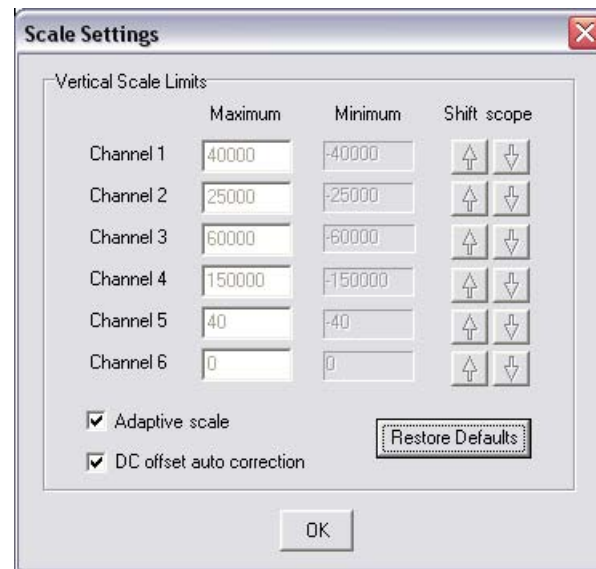 Scale Settings
Vertical Scale Limits
Maximum Minimum Shift scope
Channel 1 40000 -40000
Channel 2 25000 -25000
Channel 3 60000 -60000
Channel 4 150000 -150000
Channel 5 40 -40
Channel 6 0 0
Adaptive scale
Restore Defaults
DC offset auto correction
OK